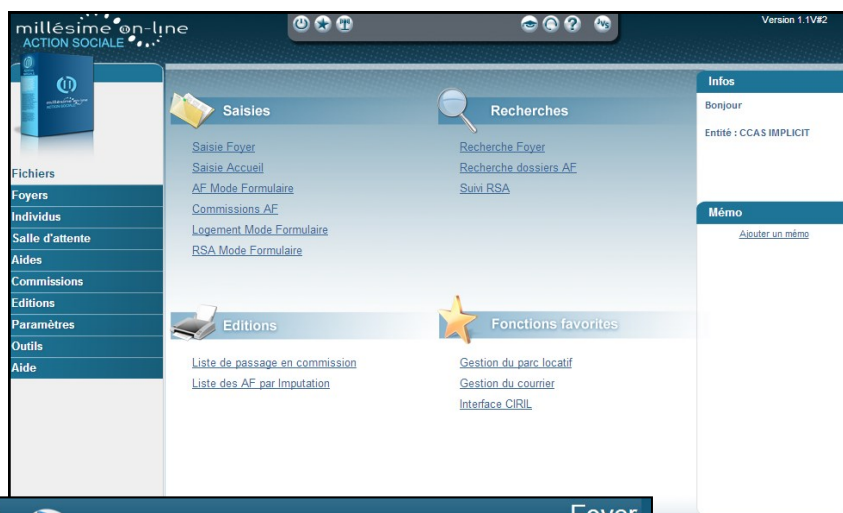 millésime on-line
ACTION SOCIALE
Version 1.1V#2
Fichiers
Foyers
Individus
Salle d'attente
Aides
Commissions
Editions
Paramètres
Outils
Aide
Saisies
Saisie Foyer
Saisie Accueil
AF Mode Formulaire
Commissions AF
Logement Mode Formulaire
RSA Mode Formulaire
Recherches
Recherche Foyer
Recherche dossiers AF
Suivi RSA
Editions
Liste de passage en commission
Liste des AF par Imputation
Fonctions favorites
Gestion du parc locatif
Gestion du courrier
Interface CIRIL
Infos
Bonjour
Entité : CCAS IMPLICIT
Mémo
Ajouter un mémo
Foyer